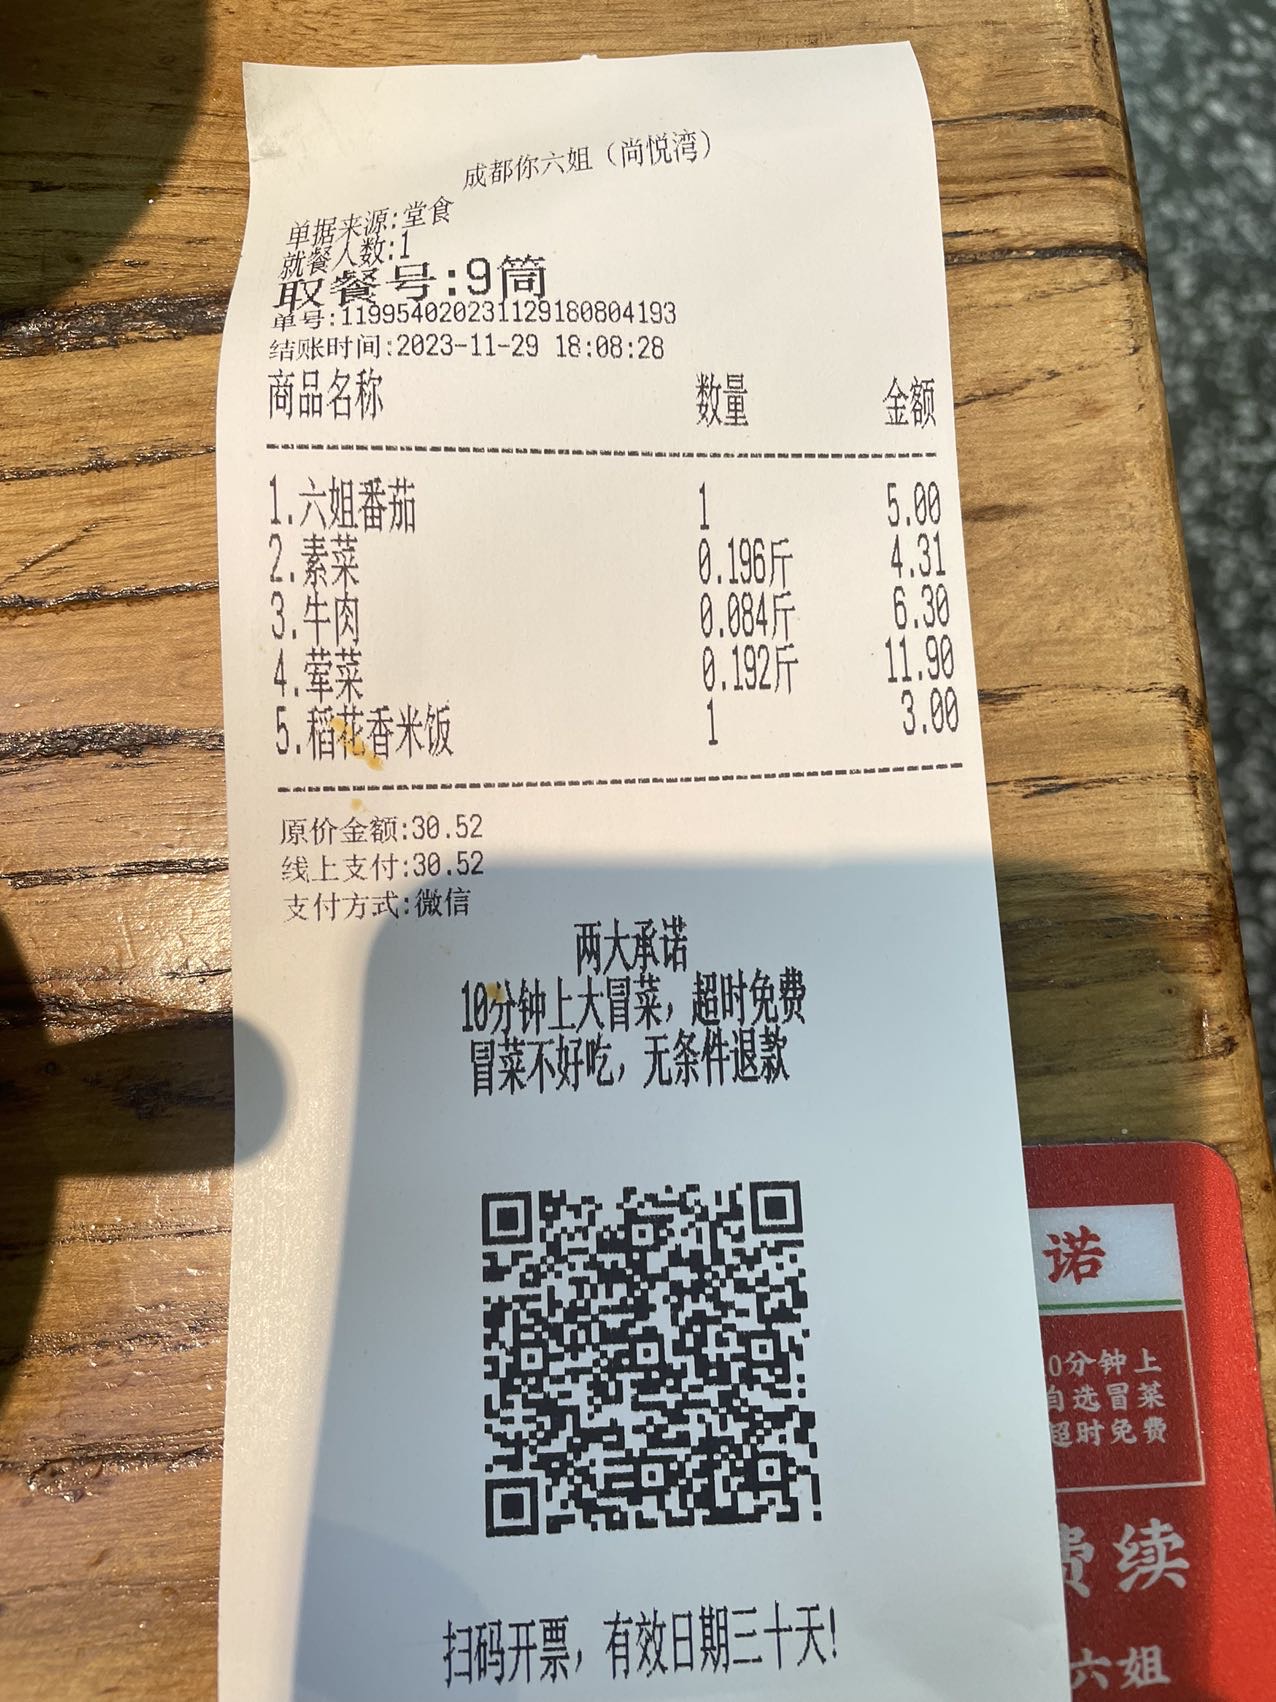 成都你六姐（尚悦湾）
单据来源:堂食
就餐人数:1
取餐号:9筒
单号:119954020231129180804193
结账时间:2023-11-29 18:08:28
商品名称 数量 金额
1.六姐番茄 1 5.00
2.素菜 0.196斤 4.31
3.牛肉 0.084斤 6.30
4.荤菜 0.192斤 11.90
5.稻花香米饭 1 3.00
原价金额:30.52
线上支付:30.52
支付方式:微信
两大承诺
10分钟上大冒菜，超时免费
冒菜不好吃，无条件退款
扫码开票，有效日期三十天!
诺
0分钟上
自选冒菜
超时免费
费续
六姐